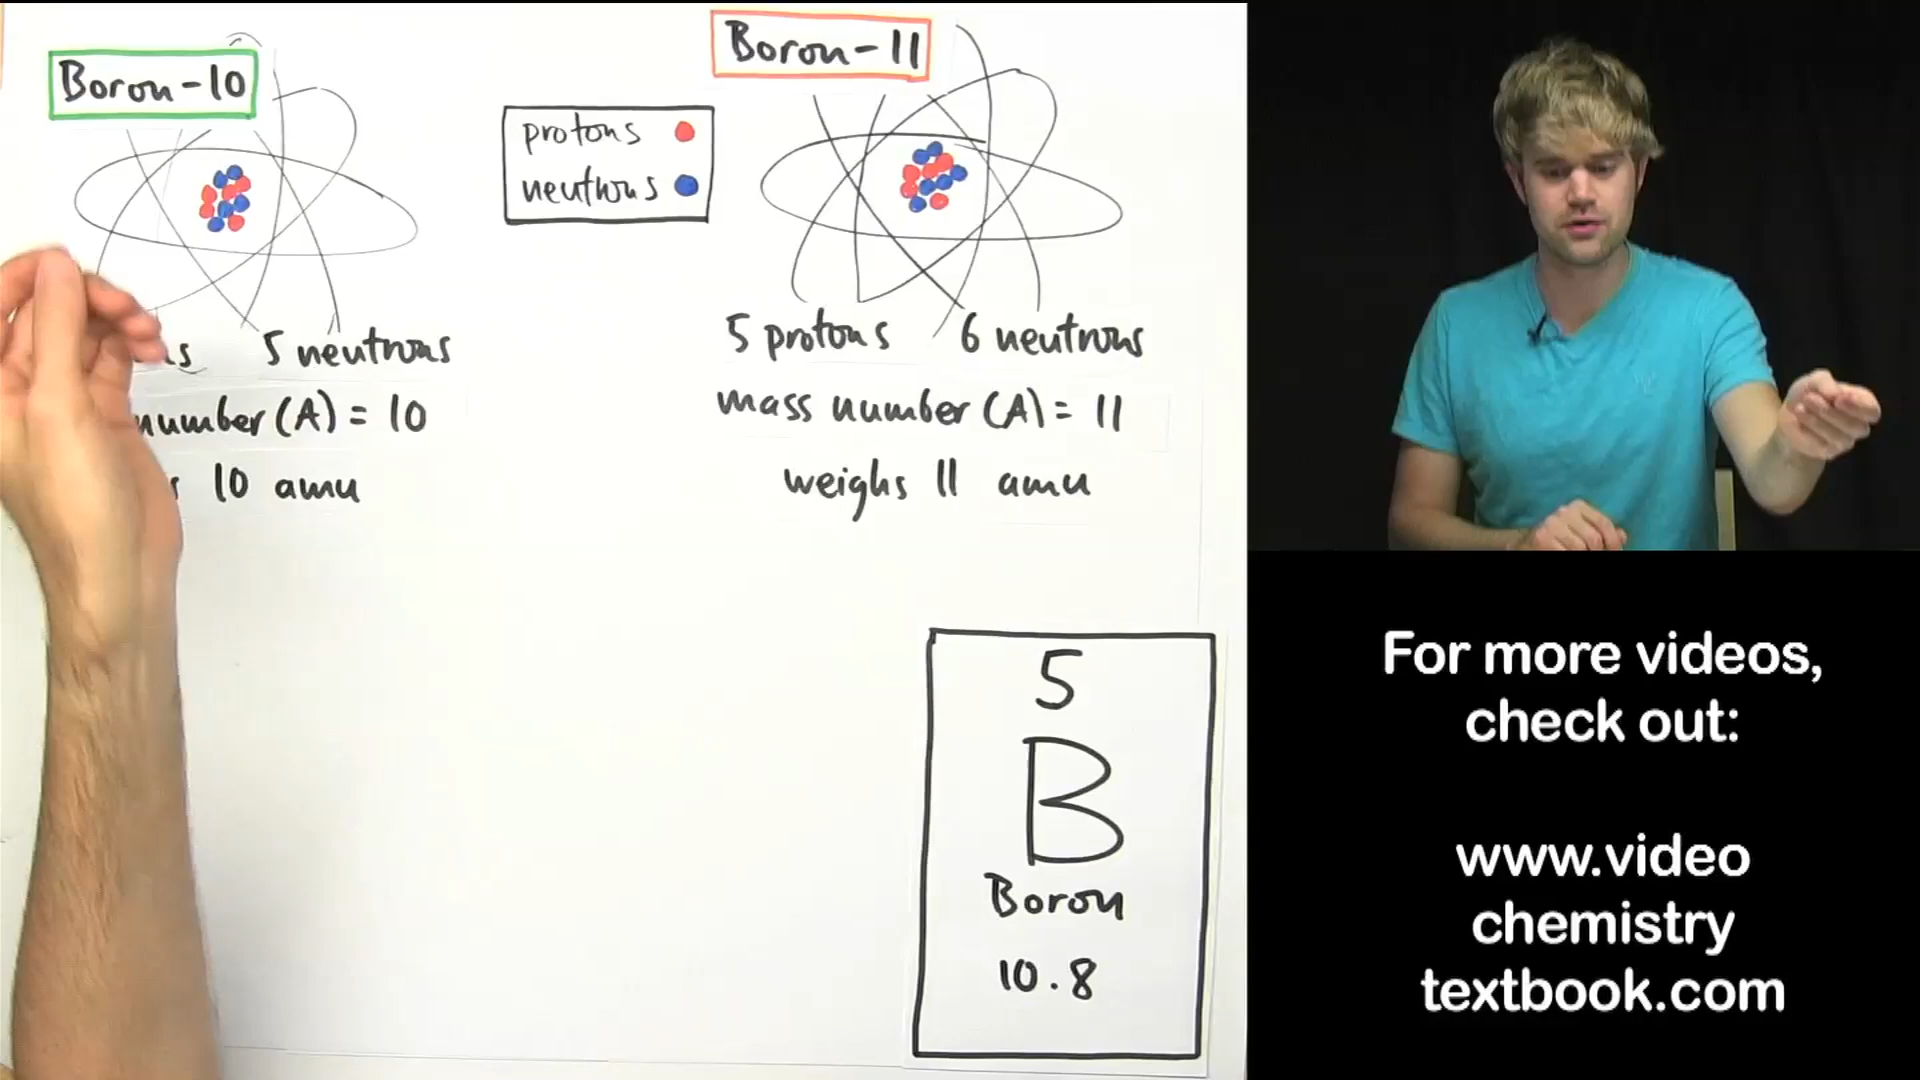 Boron-10
protons
neutrons
Boron-11
5 neutrons
number (A) = 10
10 amu
5 protons 6 neutrons
mass number (A) = 11
weighs 11 amu
5
B
Boron
10.8
For more videos,
check out:
www.video
chemistry
textbook.com